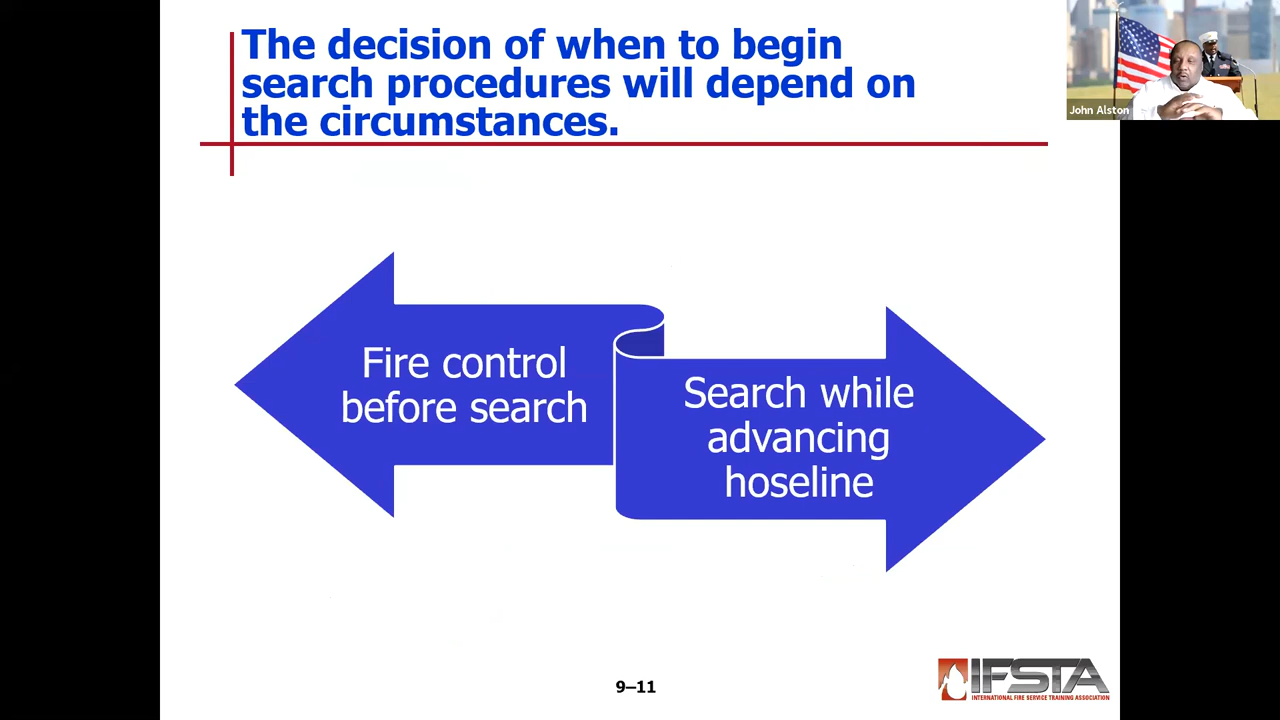 The decision of when to begin
search procedures will depend on
the circumstances.
John Alston
Fire control
before search
Search while
advancing
hoseline
9–11
IFSTA
INTERNATIONAL FIRE SERVICE TRAINING ASSOCIATION